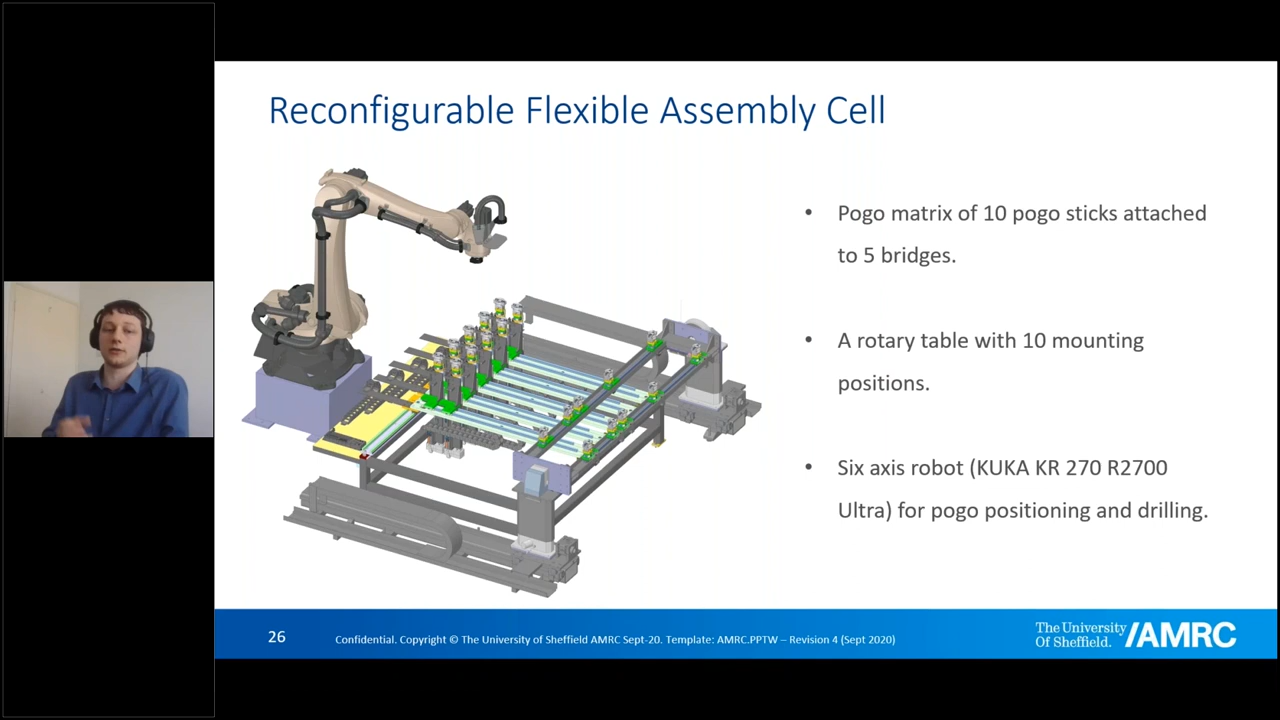 Reconfigurable Flexible Assembly Cell
• Pogo matrix of 10 pogo sticks attached
to 5 bridges.
• A rotary table with 10 mounting
positions.
• Six axis robot (KUKA KR 270 R2700
Ultra) for pogo positioning and drilling.
26
Confidential. Copyright © The University of Sheffield AMRC Sept-20. Template: AMRC.PPTW – Revision 4 (Sept 2020)
The University
Of Sheffield.
AMRC